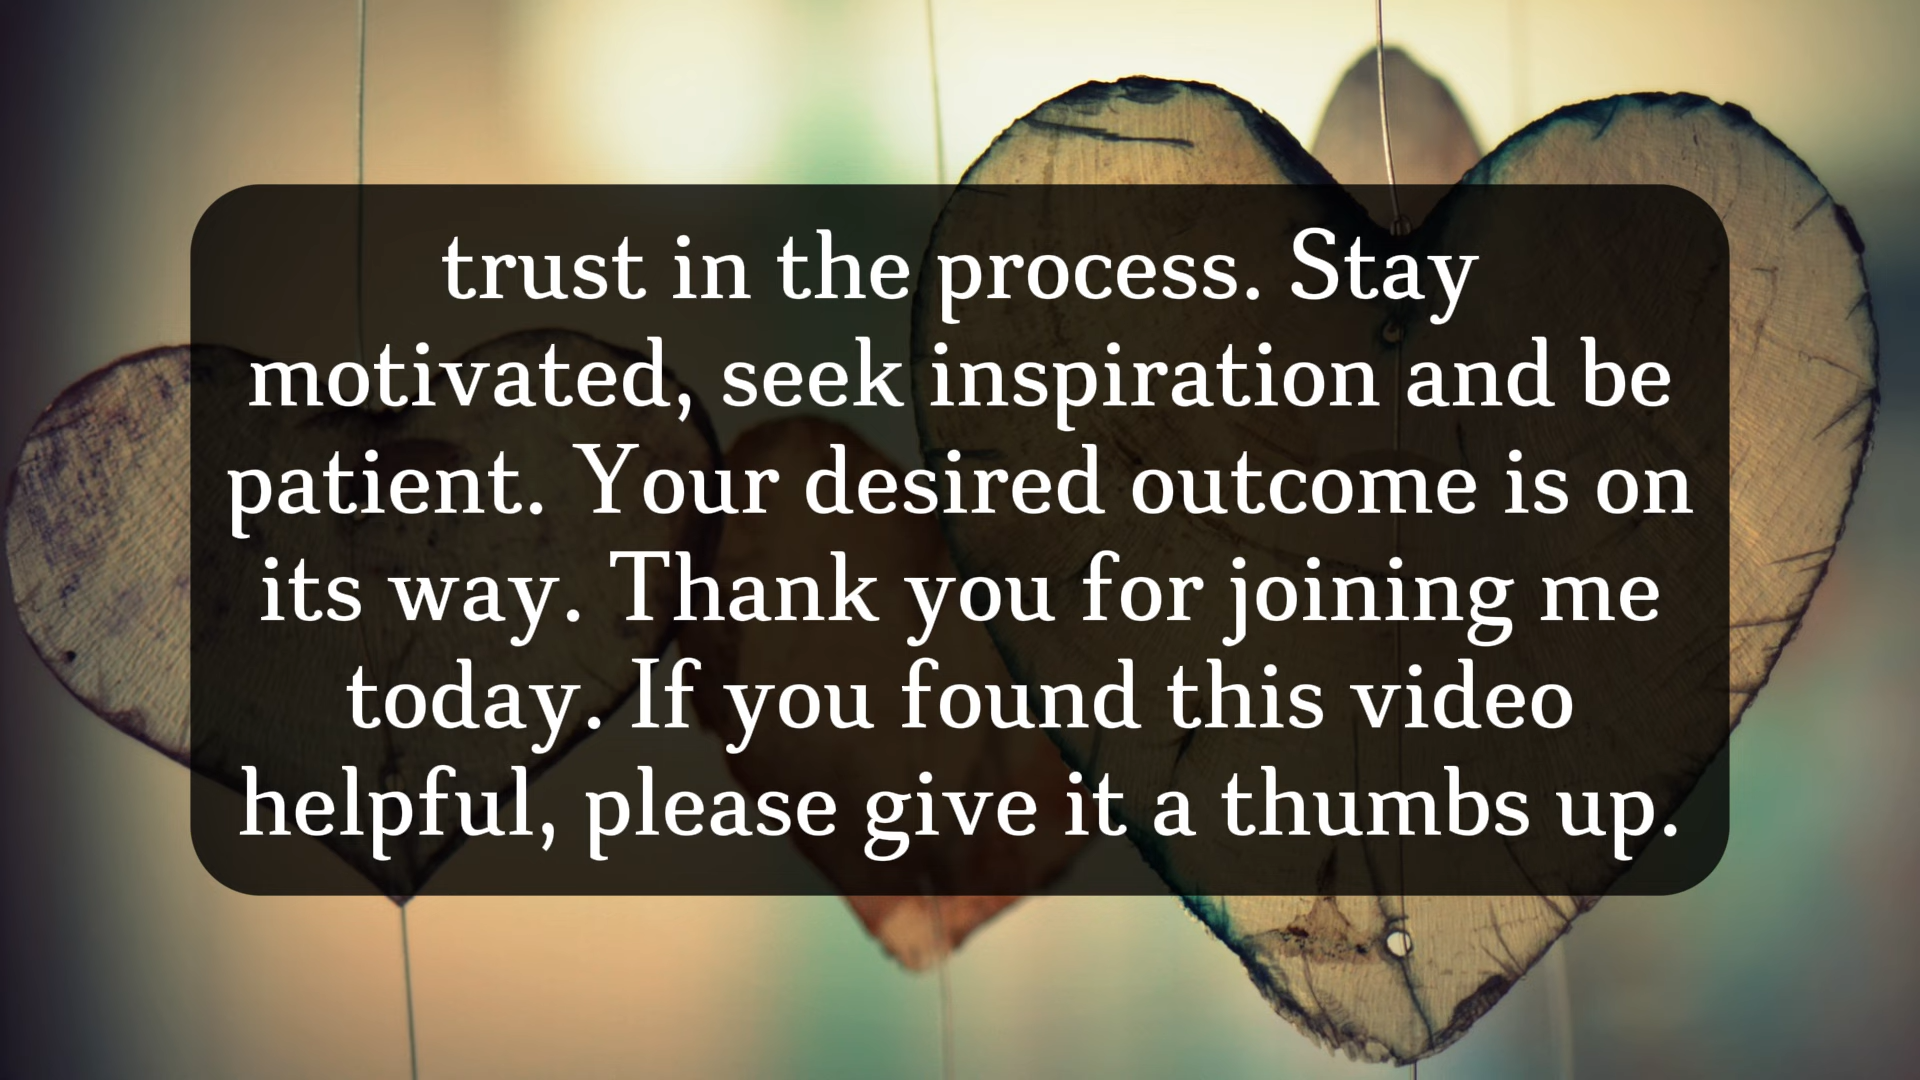 trust in the process. Stay
motivated, seek inspiration and be
patient. Your desired outcome is on
its way. Thank you for joining me
today. If you found this video
helpful, please give it a thumbs up.